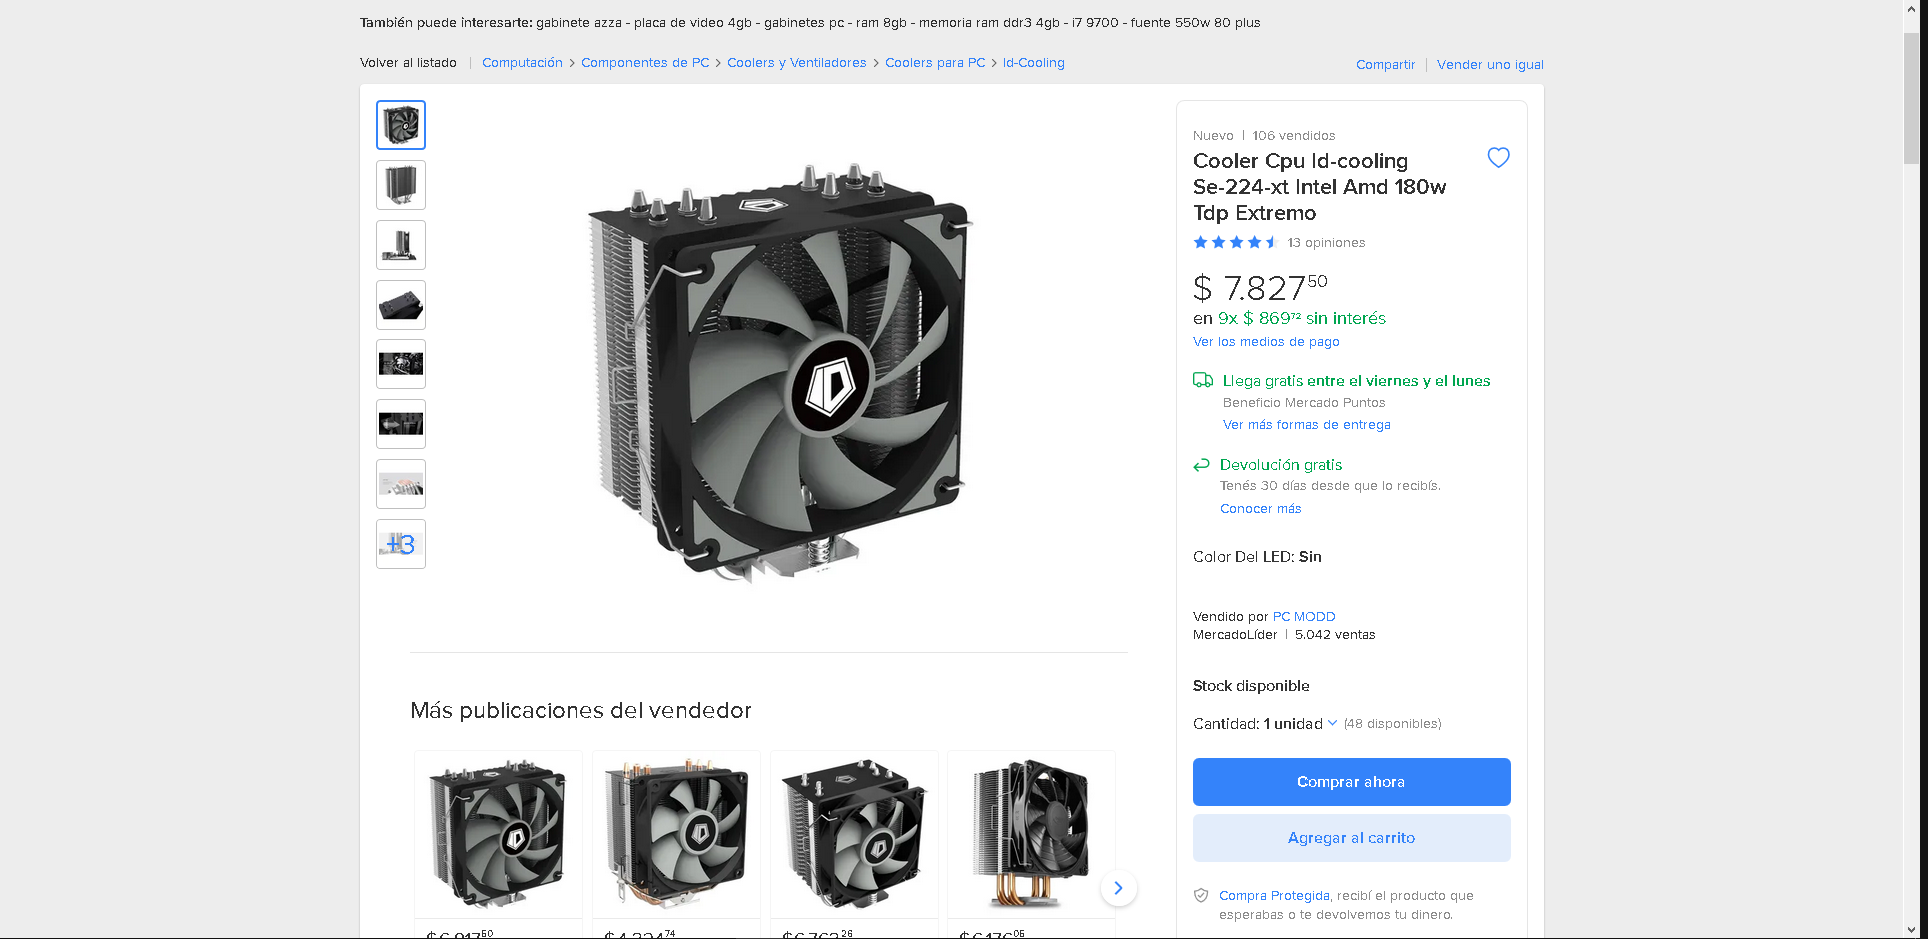 También puede interesarte: gabinete azza - placa de video 4gb - gabinetes pc - ram 8gb - memoria ram ddr3 4gb - i7 9700 - fuente 550w 80 plus
Volver al listado | Computación > Componentes de PC > Coolers y Ventiladores > Coolers para PC > Id-Cooling
Compartir | Vender uno igual
+3
Nuevo | 106 vendidos
Cooler Cpu Id-cooling
Se-224-xt Intel Amd 180w
Tdp Extremo
13 opiniones
$ 7.827 50
en 9x $ 869 72 sin interés
Ver los medios de pago
Llega gratis entre el viernes y el lunes
Beneficio Mercado Puntos
Ver más formas de entrega
Devolución gratis
Tenés 30 días desde que lo recibís.
Conocer más
Color Del LED: Sin
Vendido por PC MODD
MercadoLíder | 5.042 ventas
Stock disponible
Cantidad: 1 unidad (48 disponibles)
Comprar ahora
Agregar al carrito
Compra Protegida, recibí el producto que
esperabas o te devolvemos tu dinero.
Más publicaciones del vendedor